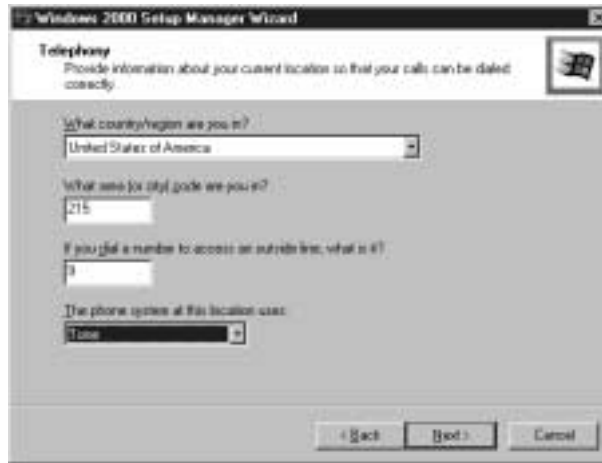 Windows 2000 Setup Manager Wizard
Telephony
Provide information about your current location so that your calls can be dialed
correctly.
What country/region are you in?
United States of America
What area (or city) code are you in?
215
If you dial a number to access an outside line, what is it?
9
The phone system at this location uses:
Tone
< Back
Next >
Cancel